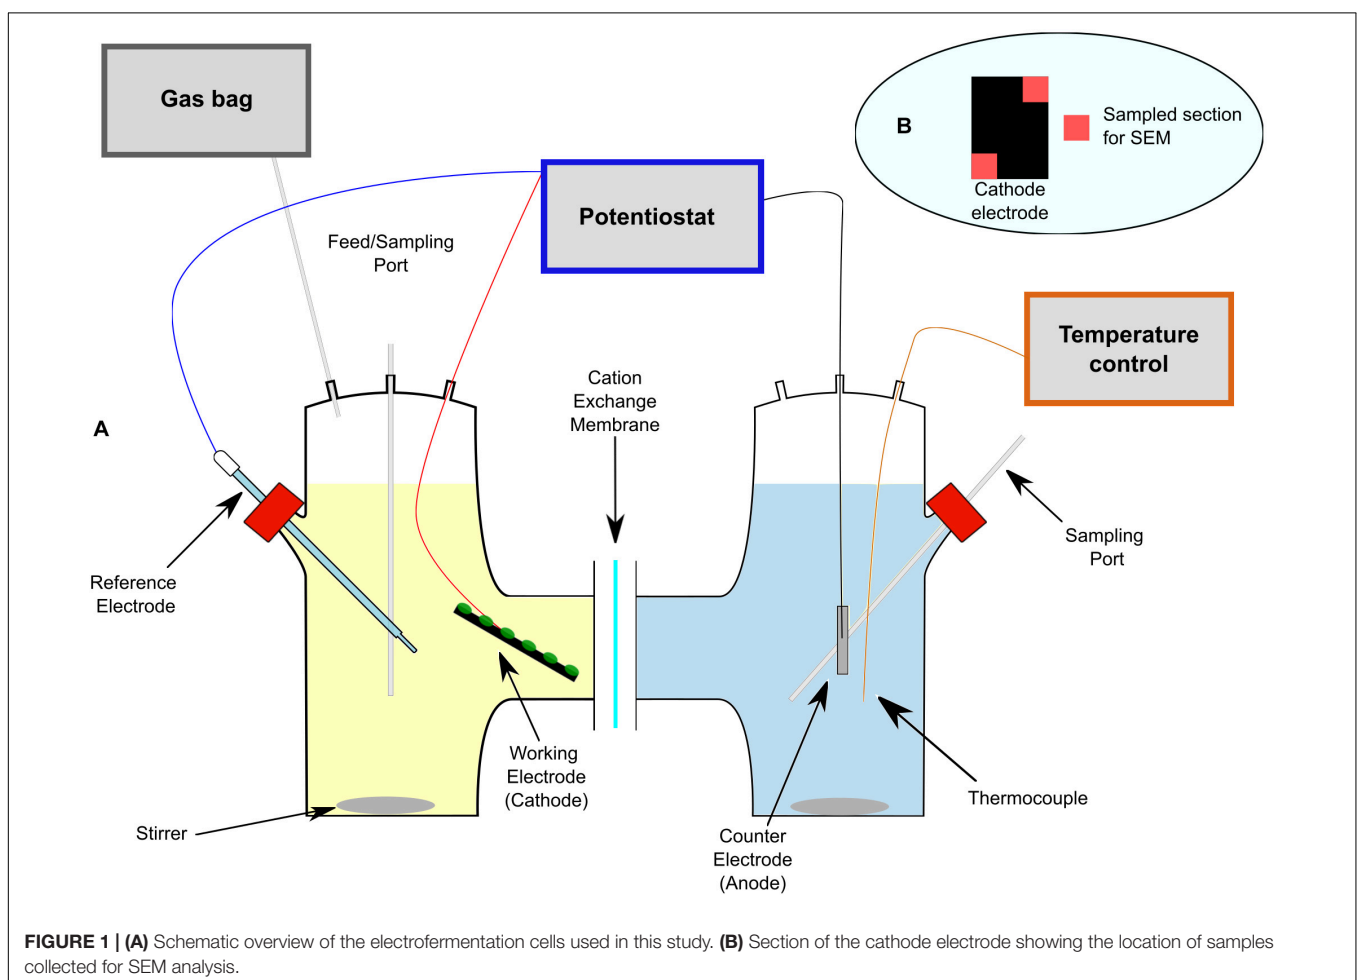 Gas bag
B
Sampled section
for SEM
Cathode
electrode
Potentiostat
Feed/Sampling
Port
Temperature
control
Cation
Exchange
Membrane
A
Sampling
Port
Reference
Electrode
Working
Electrode
(Cathode)
Thermocouple
Stirrer
Counter
Electrode
(Anode)
FIGURE 1 | (A) Schematic overview of the electrofermentation cells used in this study. (B) Section of the cathode electrode showing the location of samples
collected for SEM analysis.